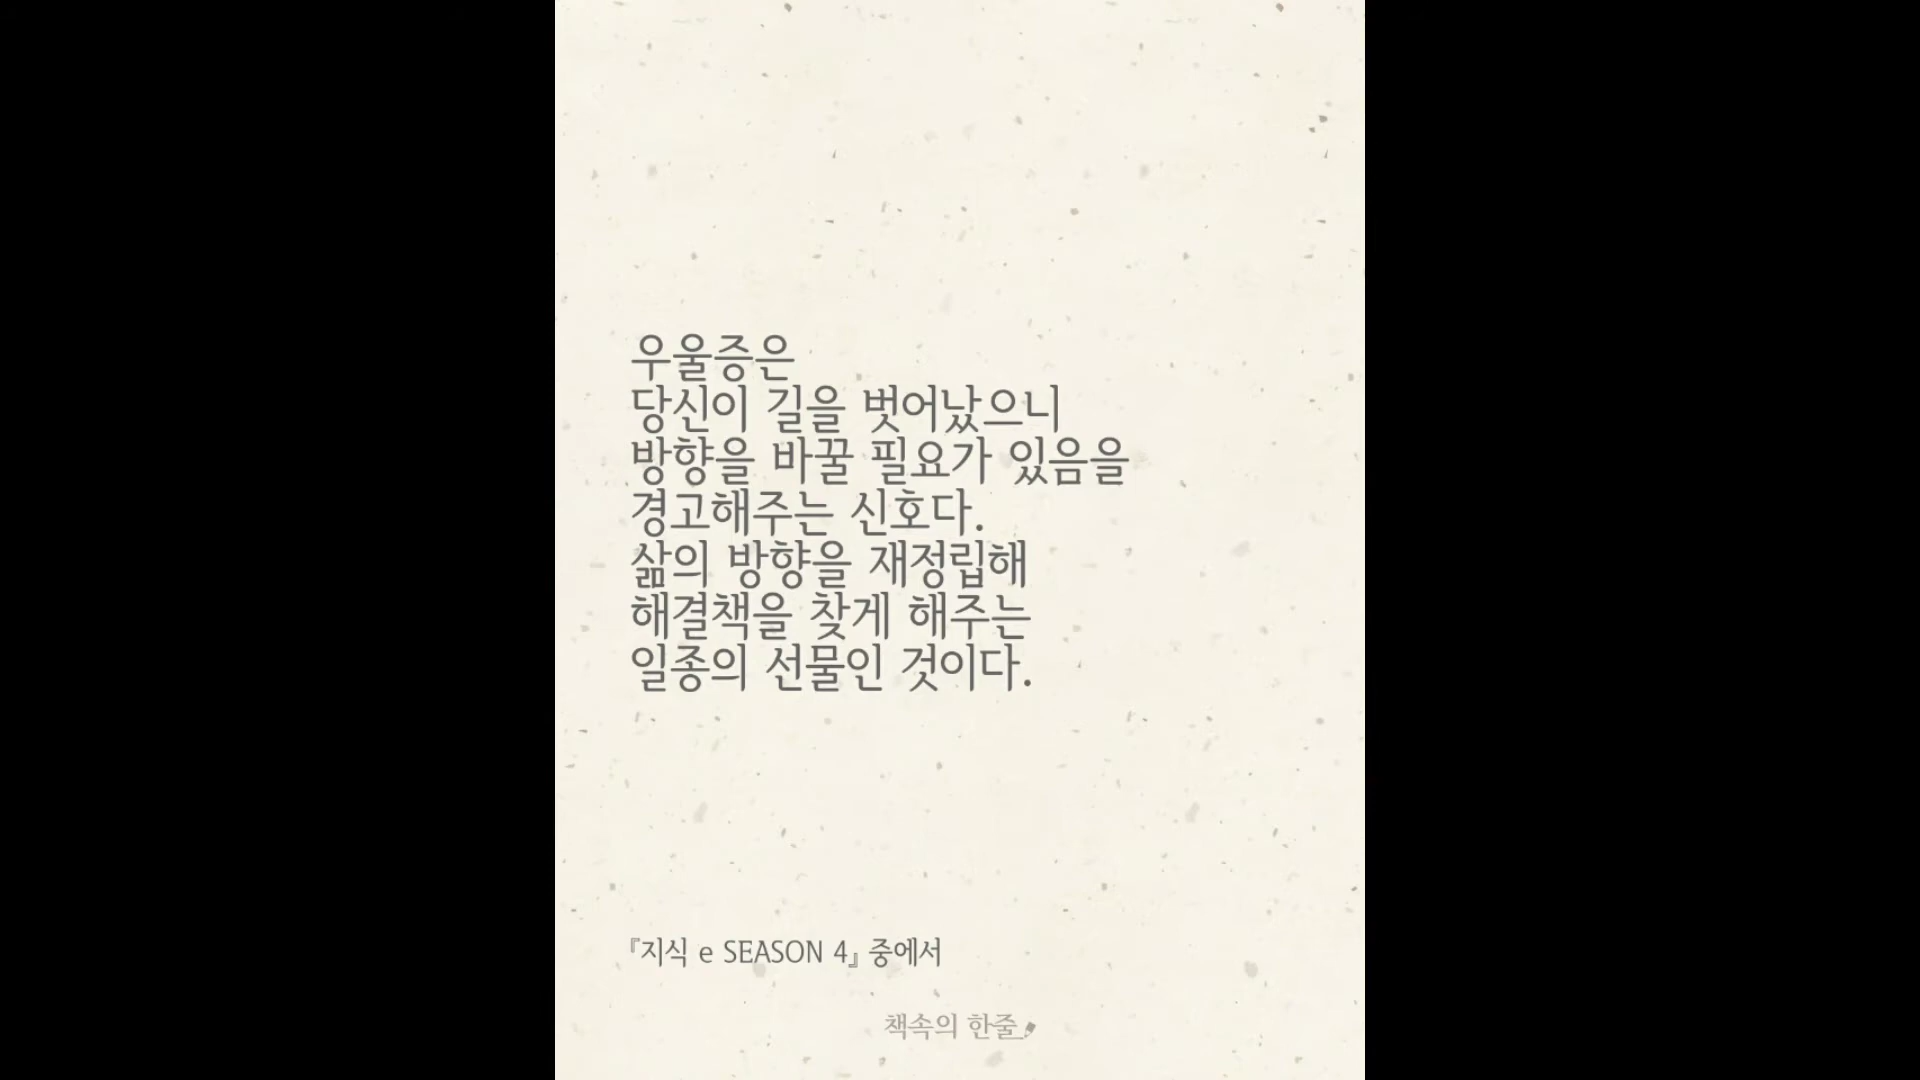 우울증은
당신이 길을 벗어났으니
방향을 바꿀 필요가 있음을
경고해주는 신호다.
삶의 방향을 재정립해
해결책을 찾게 해주는
일종의 선물인 것이다.
『지식 e SEASON 4』 중에서
책속의 한줄